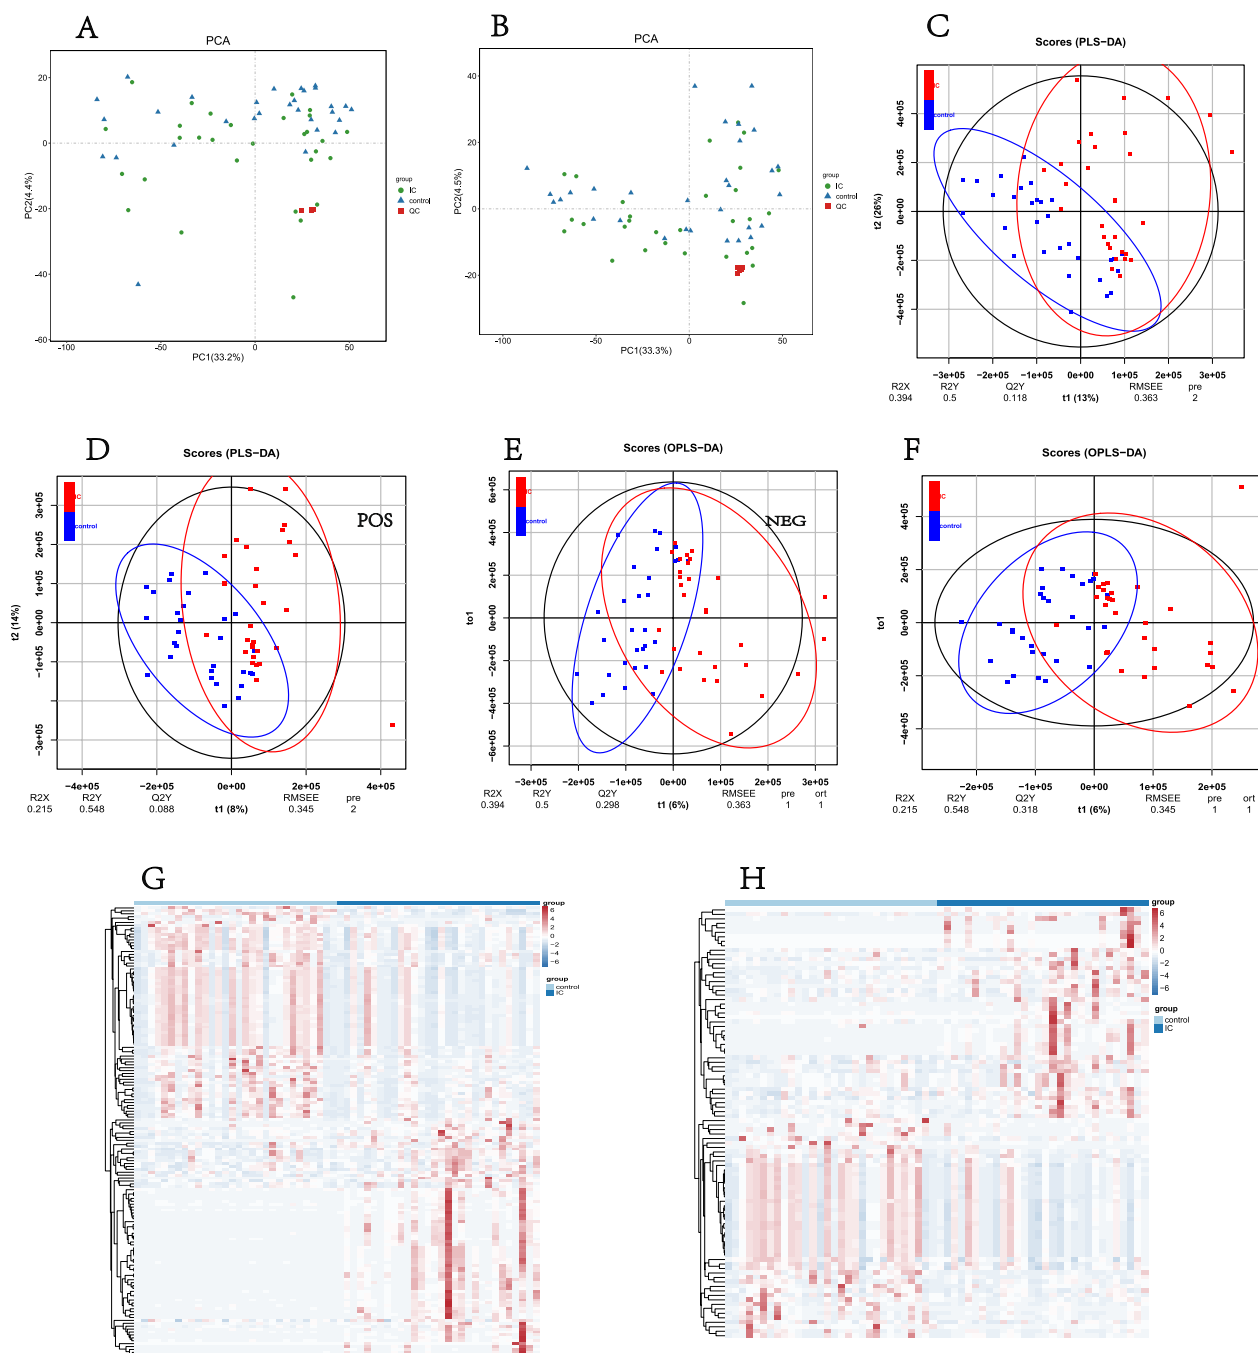 A
PCA
PC2(4.4%)
20
0
-20
-40
-60
-100
-50
0
50
PC1(33.2%)
group
IC
control
QC
B
PCA
PC2(4.5%)
40
20
0
-20
-100
-50
0
50
PC1(33.3%)
group
IC
control
QC
C
Scores (PLS-DA)
IC
control
t2 (26%)
4e+05
2e+05
0e+00
-2e+05
-4e+05
-3e+05 -2e+05 -1e+05 0e+00 1e+05 2e+05 3e+05
R2X R2Y Q2Y RMSEE pre
0.394 0.5 0.118 t1 (13%) 0.363 2
D
Scores (PLS-DA)
IC
control
POS
t2 (14%)
3e+05
2e+05
1e+05
0e+00
-1e+05
-2e+05
-3e+05
-4e+05 -2e+05 0e+00 2e+05 4e+05
R2X R2Y Q2Y RMSEE pre
0.215 0.548 0.088 t1 (8%) 0.345 2
E
Scores (OPLS-DA)
IC
control
NEG
to1
6e+05
4e+05
2e+05
0e+00
-2e+05
-4e+05
-6e+05
-3e+05 -2e+05 -1e+05 0e+00 1e+05 2e+05 3e+05
R2X R2Y Q2Y RMSEE pre ort
0.394 0.5 0.298 t1 (6%) 0.363 1 1
F
Scores (OPLS-DA)
IC
control
to1
4e+05
2e+05
0e+00
-2e+05
-4e+05
-2e+05 -1e+05 0e+00 1e+05 2e+05
R2X R2Y Q2Y RMSEE pre ort
0.215 0.548 0.318 t1 (6%) 0.345 1 1
G
group
6
4
2
0
-2
-4
-6
group
control
IC
H
group
6
4
2
0
-2
-4
-6
group
control
IC